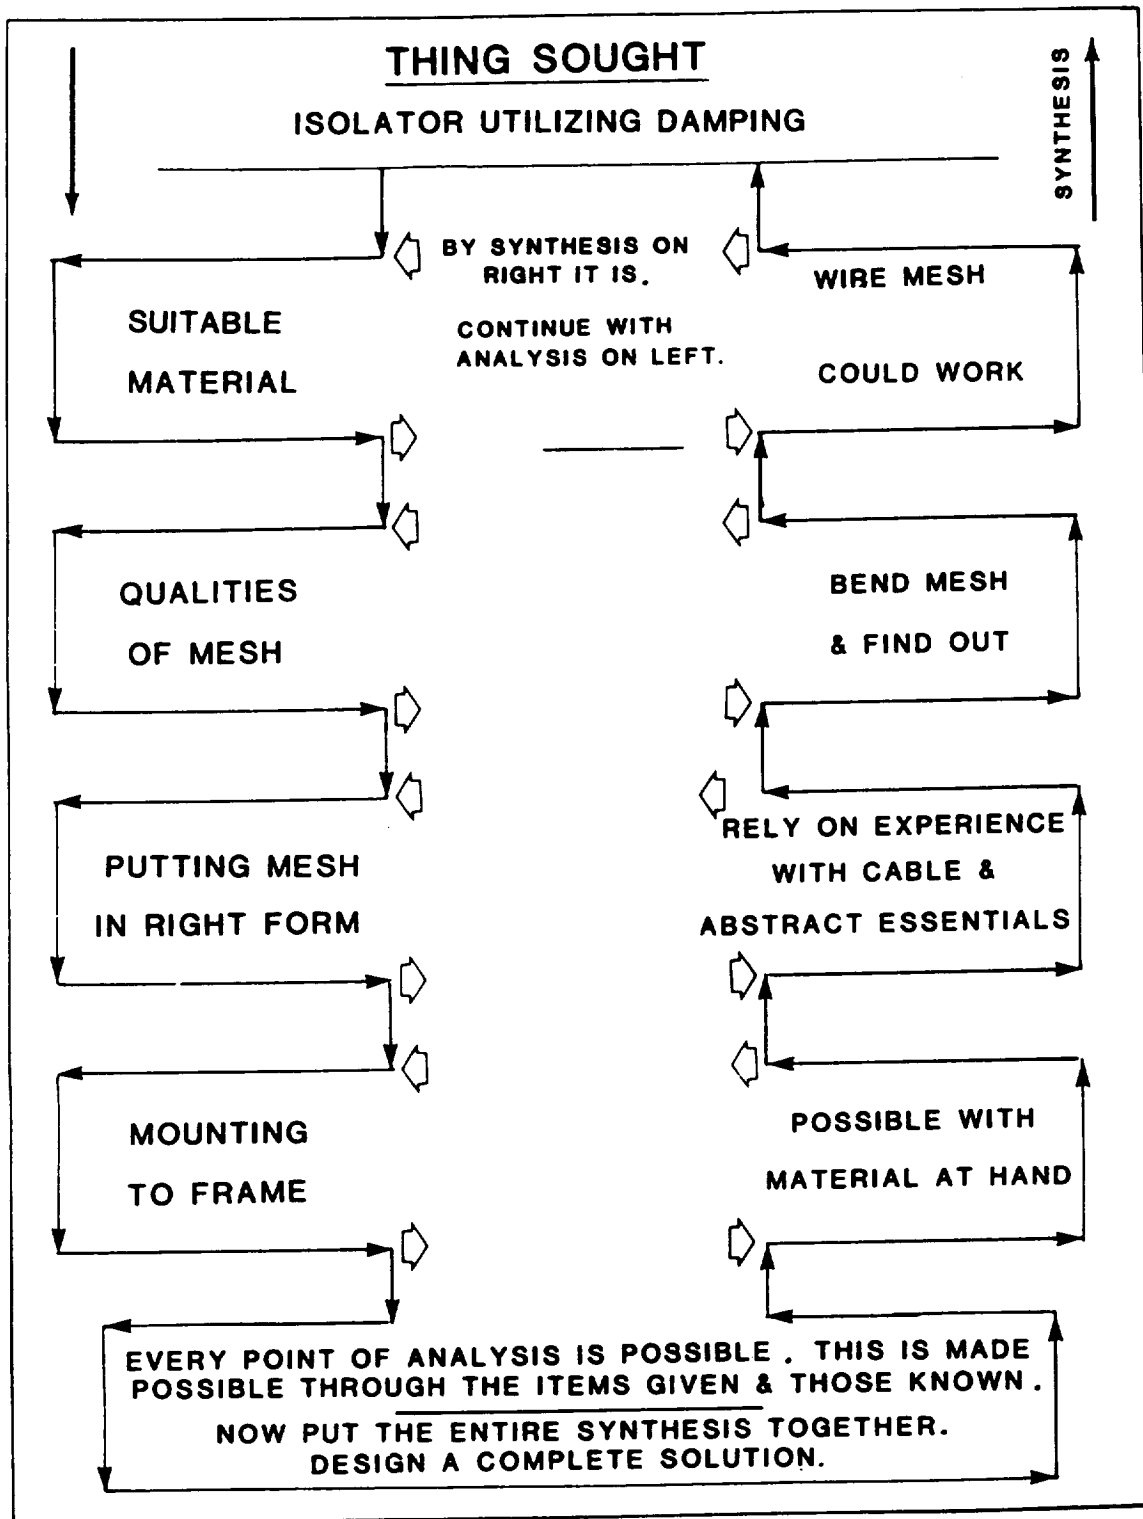 THING SOUGHT
ISOLATOR UTILIZING DAMPING
SYNTHESIS
BY SYNTHESIS ON
RIGHT IT IS.
CONTINUE WITH
ANALYSIS ON LEFT.
SUITABLE
MATERIAL
WIRE MESH
COULD WORK
QUALITIES
OF MESH
BEND MESH
& FIND OUT
PUTTING MESH
IN RIGHT FORM
RELY ON EXPERIENCE
WITH CABLE &
ABSTRACT ESSENTIALS
MOUNTING
TO FRAME
POSSIBLE WITH
MATERIAL AT HAND
EVERY POINT OF ANALYSIS IS POSSIBLE. THIS IS MADE
POSSIBLE THROUGH THE ITEMS GIVEN & THOSE KNOWN.
NOW PUT THE ENTIRE SYNTHESIS TOGETHER.
DESIGN A COMPLETE SOLUTION.